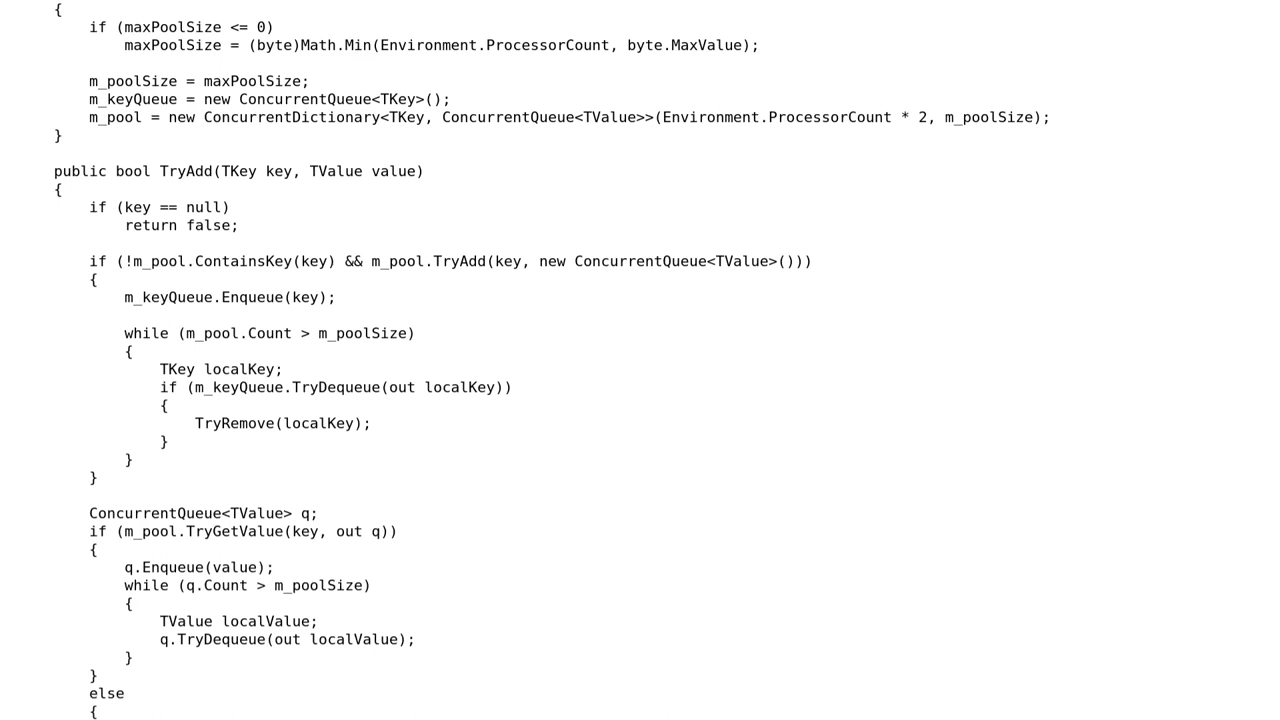 {
    if (maxPoolSize <= 0)
        maxPoolSize = (byte)Math.Min(Environment.ProcessorCount, byte.MaxValue);

    m_poolSize = maxPoolSize;
    m_keyQueue = new ConcurrentQueue<TKey>();
    m_pool = new ConcurrentDictionary<TKey, ConcurrentQueue<TValue>>(Environment.ProcessorCount * 2, m_poolSize);
}

public bool TryAdd(TKey key, TValue value)
{
    if (key == null)
        return false;

    if (!m_pool.ContainsKey(key) && m_pool.TryAdd(key, new ConcurrentQueue<TValue>()))
    {
        m_keyQueue.Enqueue(key);

        while (m_pool.Count > m_poolSize)
        {
            TKey localKey;
            if (m_keyQueue.TryDequeue(out localKey))
            {
                TryRemove(localKey);
            }
        }
    }

    ConcurrentQueue<TValue> q;
    if (m_pool.TryGetValue(key, out q))
    {
        q.Enqueue(value);
        while (q.Count > m_poolSize)
        {
            TValue localValue;
            q.TryDequeue(out localValue);
        }
    }
    else
    {